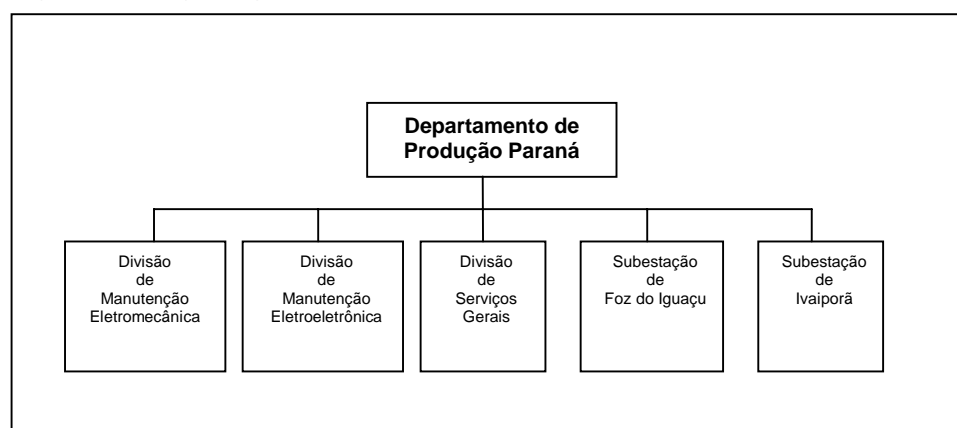 Departamento de
Produção Paraná
Divisão
de
Manutenção
Eletromecânica
Divisão
de
Manutenção
Eletroeletrônica
Divisão
de
Serviços
Gerais
Subestação
de
Foz do Iguaçu
Subestação
de
Ivaiporã